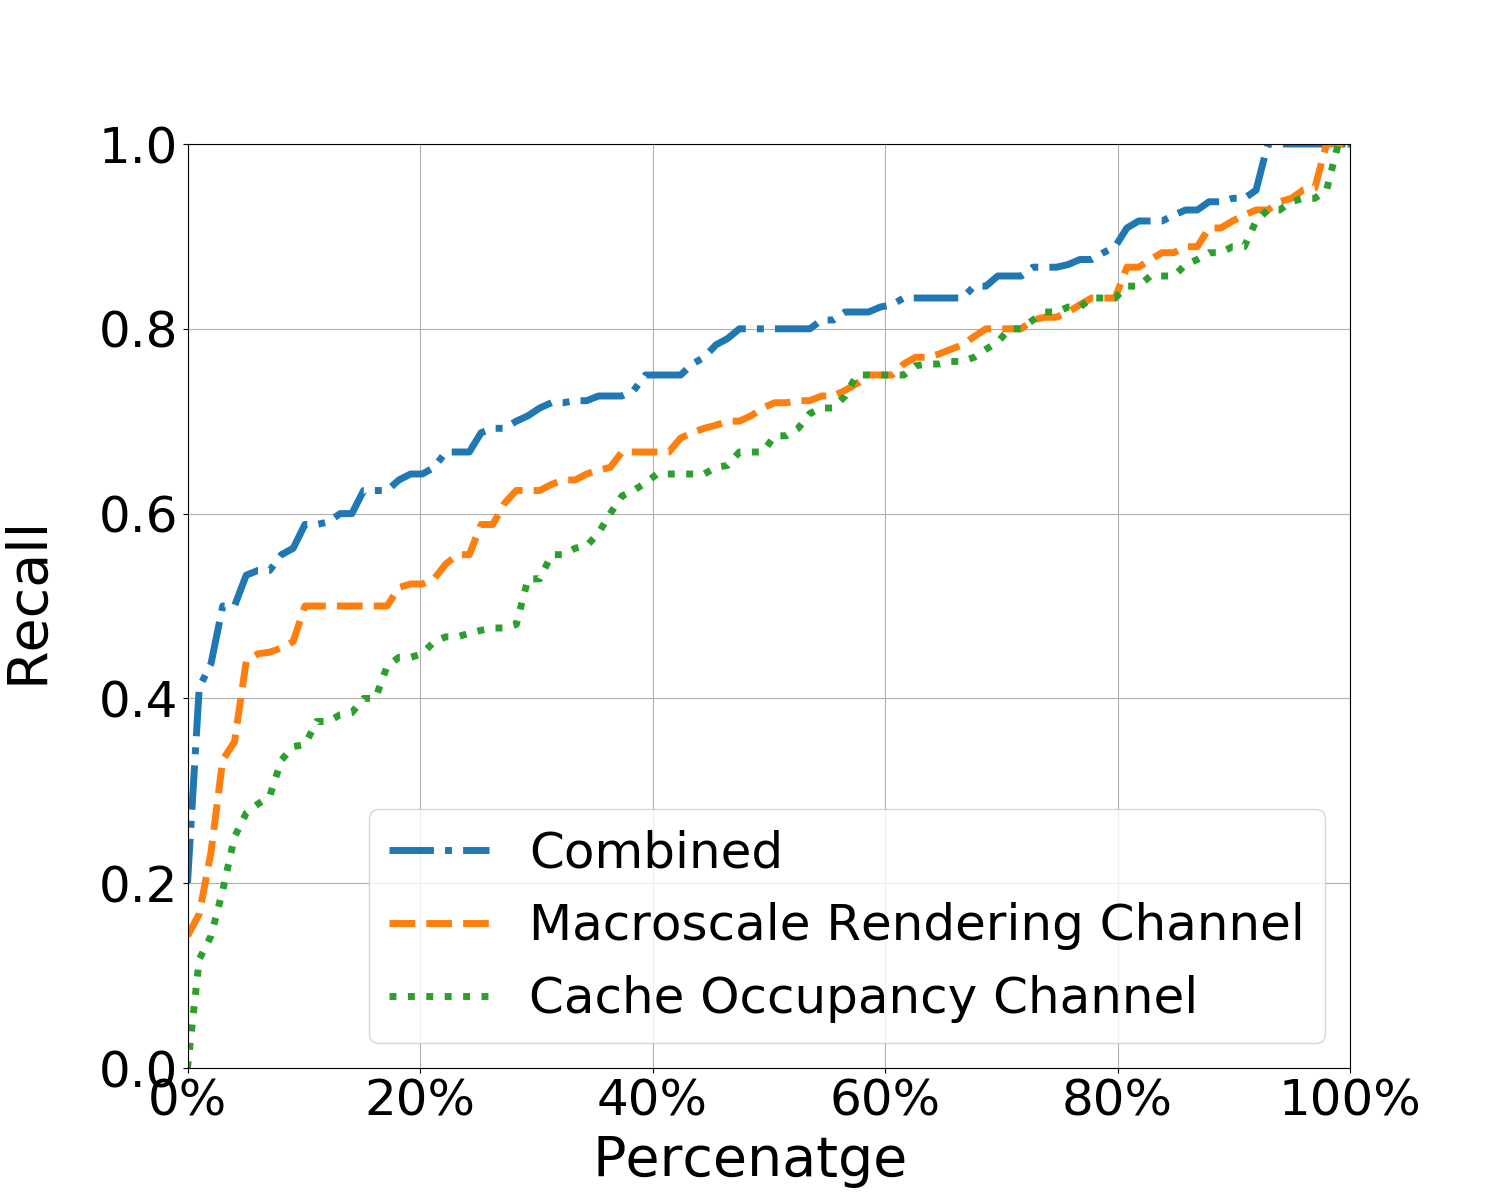 1.0
0.8
0.6
0.4
0.2
0.0
Recall
Combined
Macroscale Rendering Channel
Cache Occupancy Channel
0% 20% 40% 60% 80% 100%
Percenatge